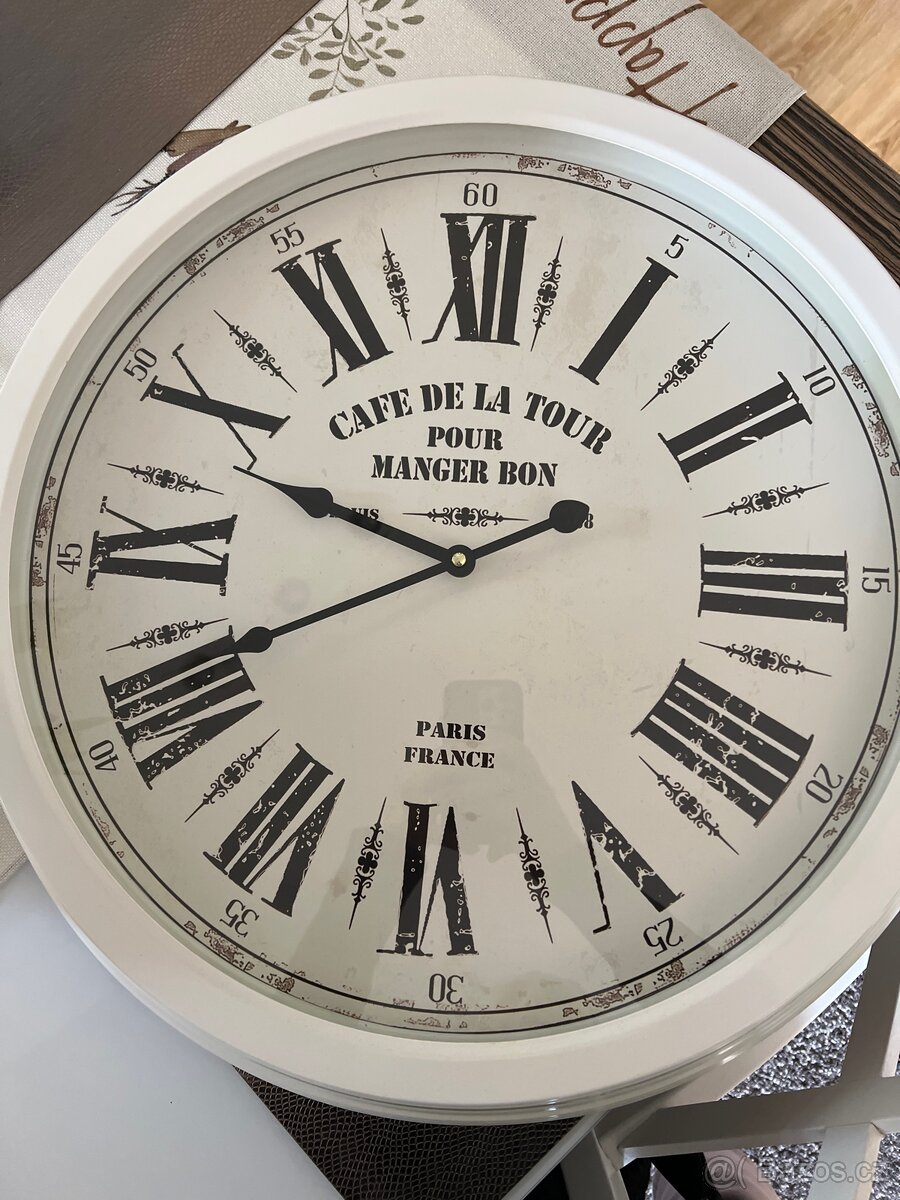 Happy
60
5
10
15
20
25
30
35
40
45
50
55
XII
I
II
III
IIII
V
VI
VII
VIII
IX
X
XI
CAFE DE LA TOUR
POUR
MANGER BON
PARIS
FRANCE